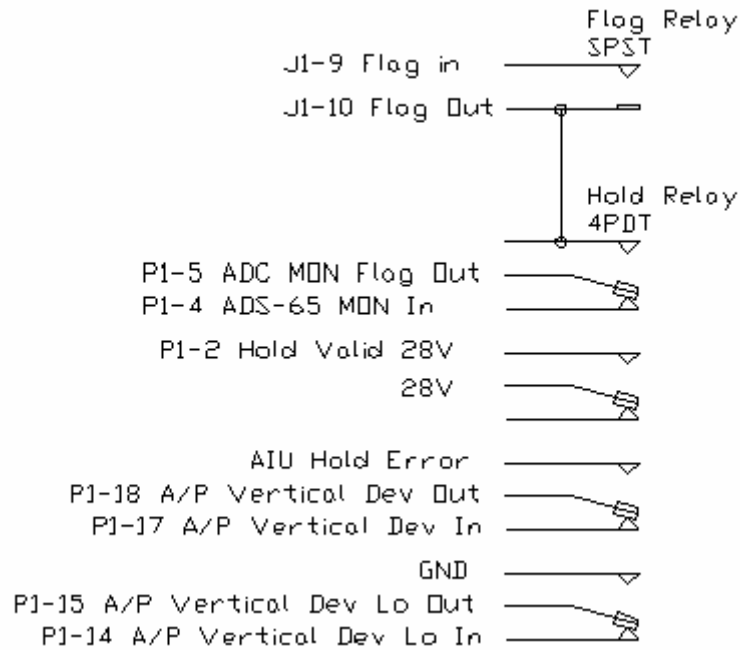 Flag Relay
SPST
J1-9 Flag in
J1-10 Flag Out
Hold Relay
4PDT
P1-5 ADC MON Flag Out
P1-4 ADS-65 MON In
P1-2 Hold Valid 28V
28V
AIU Hold Error
P1-18 A/P Vertical Dev Out
P1-17 A/P Vertical Dev In
GND
P1-15 A/P Vertical Dev Lo Out
P1-14 A/P Vertical Dev Lo In